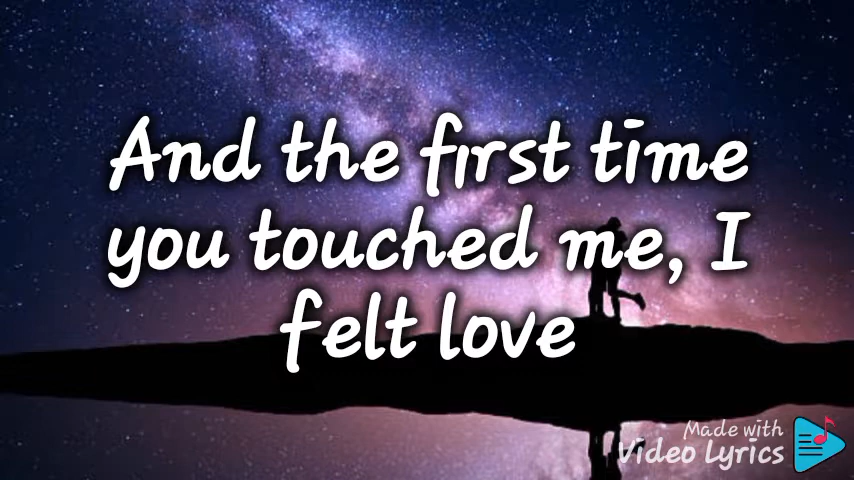 And the first time
you touched me, I
felt love
Made with
Video Lyrics